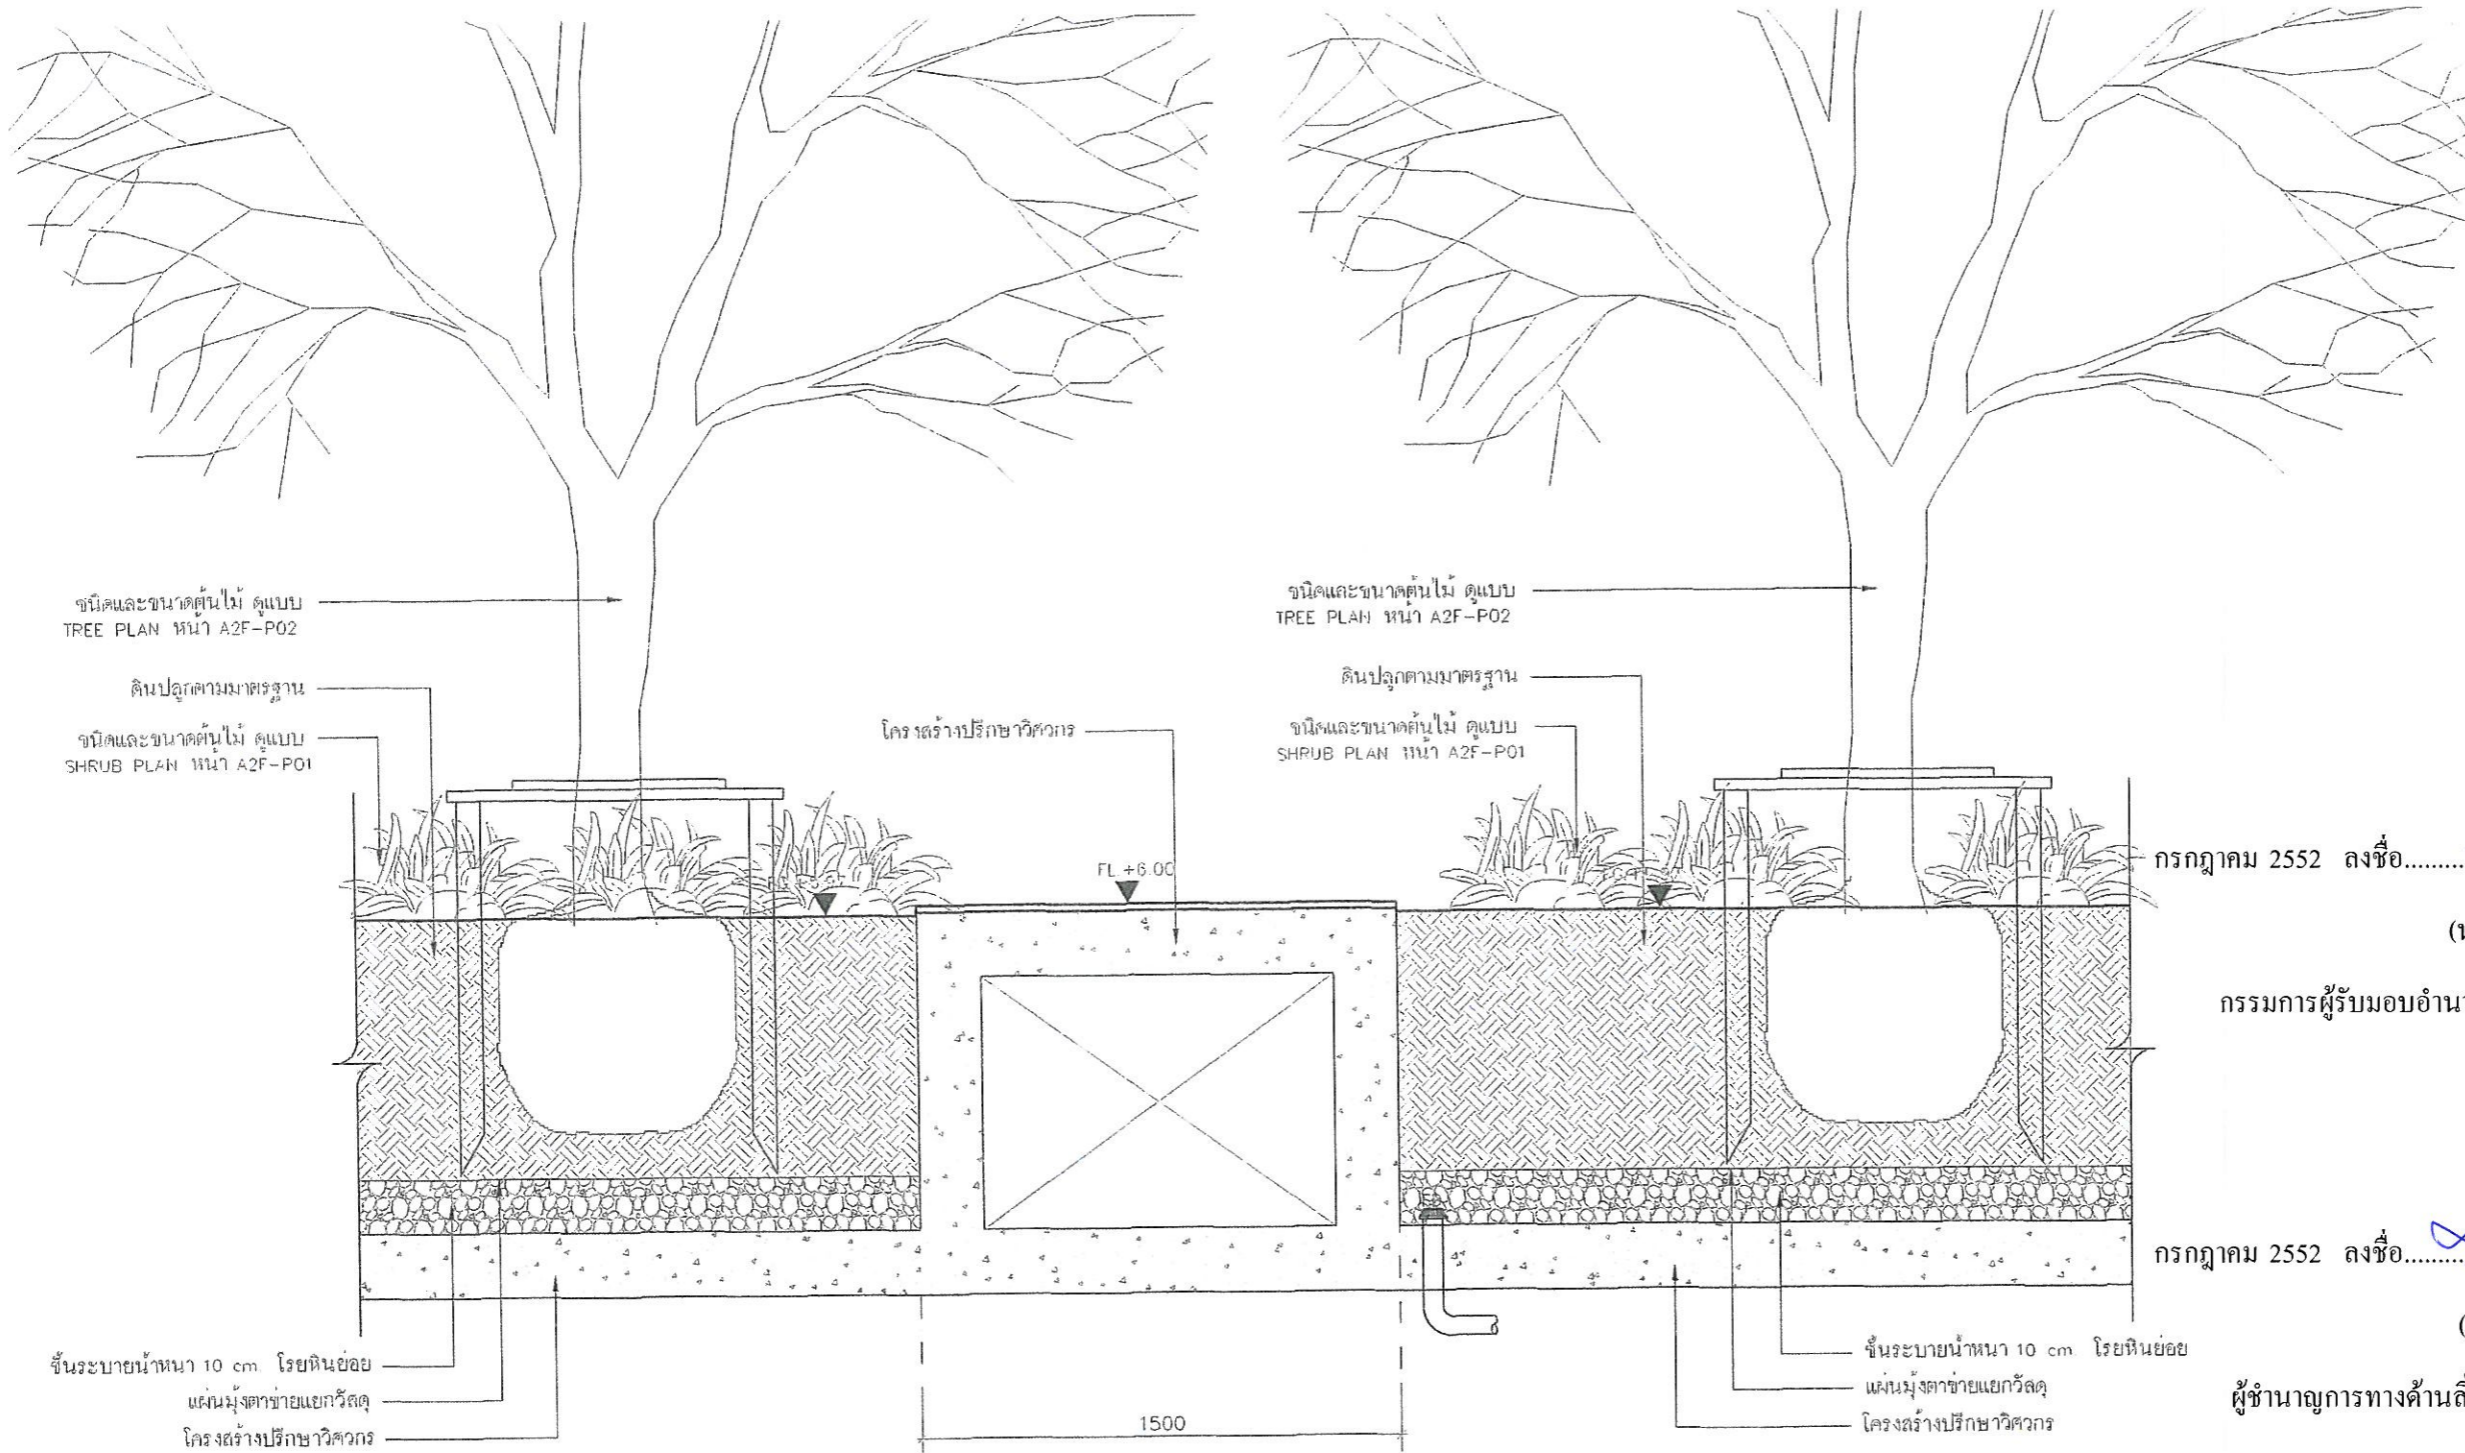 ชนิดและขนาดต้นไม้ ดูแบบ
TREE PLAN หน้า A2F-P02
ดินปลูกตามมาตรฐาน
ชนิดและขนาดต้นไม้ ดูแบบ
SHRUB PLAN หน้า A2F-P01
โครงสร้างปรึกษาวิศวกร
ชนิดและขนาดต้นไม้ ดูแบบ
TREE PLAN หน้า A2F-P02
ดินปลูกตามมาตรฐาน
ชนิดและขนาดต้นไม้ ดูแบบ
SHRUB PLAN หน้า A2F-P01
FL +6.00
กรกฎาคม 2552 ลงชื่อ.........
กรรมการผู้รับมอบอำนา
กรกฎาคม 2552 ลงชื่อ.........
ผู้ชำนาญการทางด้านสิ
ชั้นระบายน้ำหนา 10 cm. โรยหินย่อย
แผ่นมุ้งตาข่ายแยกวัสดุ
โครงสร้างปรึกษาวิศวกร
1500
ชั้นระบายน้ำหนา 10 cm. โรยหินย่อย
แผ่นมุ้งตาข่ายแยกวัสดุ
โครงสร้างปรึกษาวิศวกร